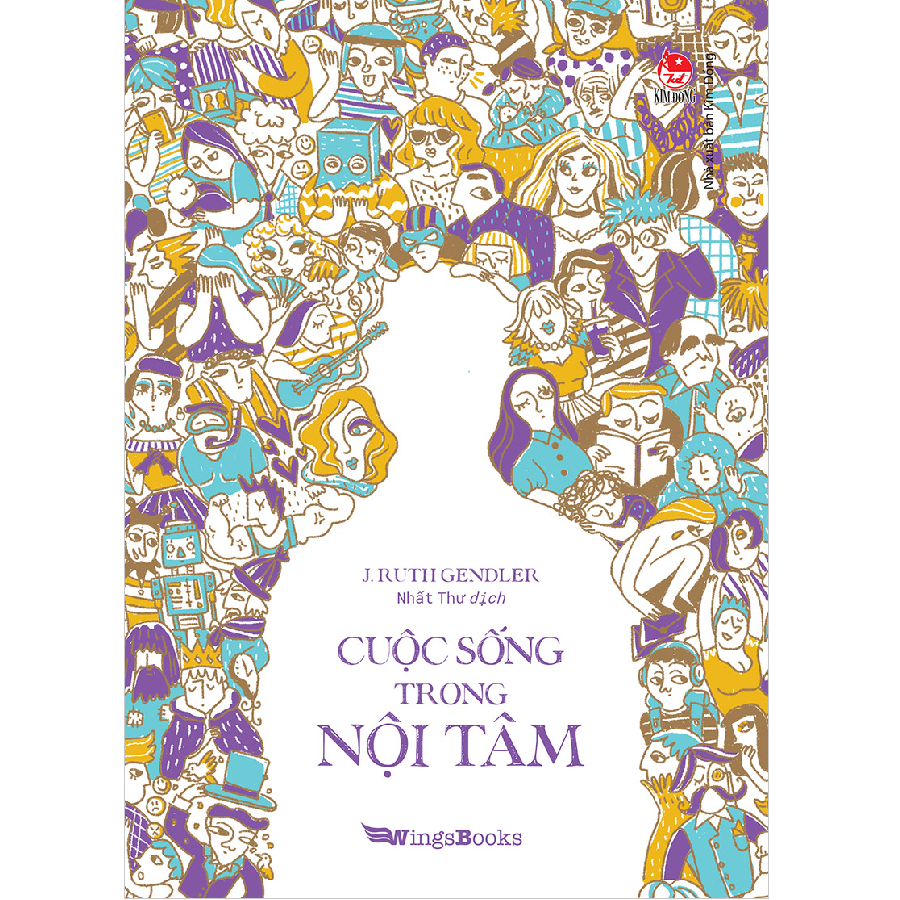 KIM ĐỒNG
Nhà xuất bản Kim Đồng
J. RUTH GENDLER
Nhất Thư dịch
CUỘC SỐNG
TRONG
NỘI TÂM
WingsBooks